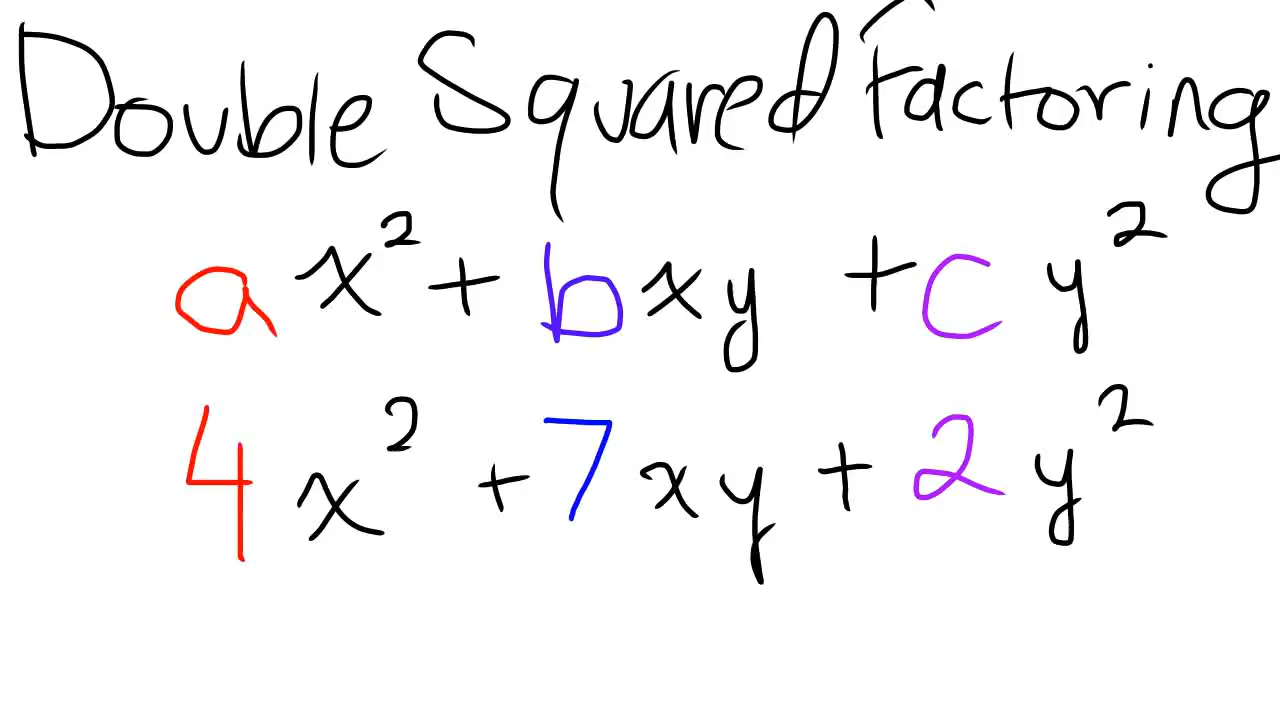 Double Squared Factoring
ax² + bxy + cy²
4x² + 7xy + 2y²